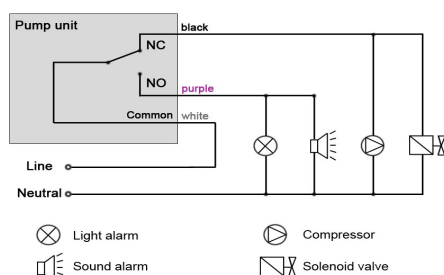 Pump unit
black
NC
NO
purple
Common
white
Line
Neutral
Light alarm
Compressor
Sound alarm
Solenoid valve